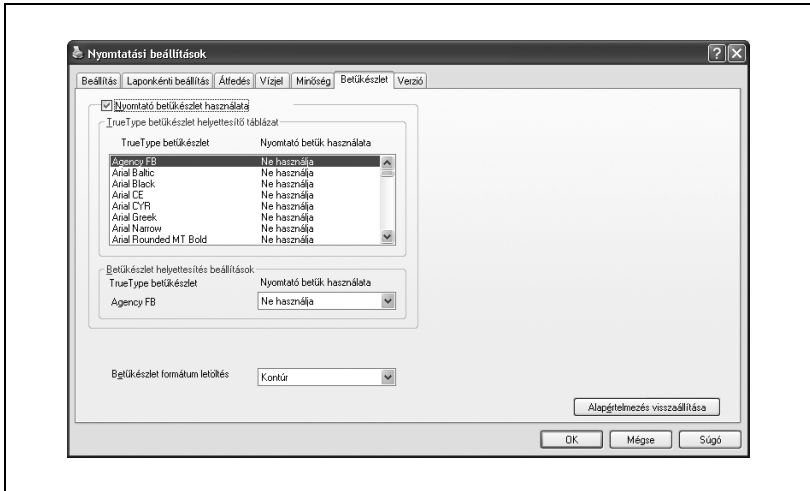 Nyomtatási beállítások
Beállítás Laponkénti beállítás Átfedés Vízjel Minőség Betűkészlet Verzió
Nyomtató betűkészlet használata
TrueType betűkészlet helyettesítő táblázat
TrueType betűkészlet Nyomtató betűk használata
Agency FB Ne használja
Arial Baltic Ne használja
Arial Black Ne használja
Arial CE Ne használja
Arial CYR Ne használja
Arial Greek Ne használja
Arial Narrow Ne használja
Arial Rounded MT Bold Ne használja
Betűkészlet helyettesítés beállítások
TrueType betűkészlet Nyomtató betűk használata
Agency FB Ne használja
Betűkészlet formátum letöltés Kontúr
Alapértelmezés visszaállítása
OK Mégse Súgó